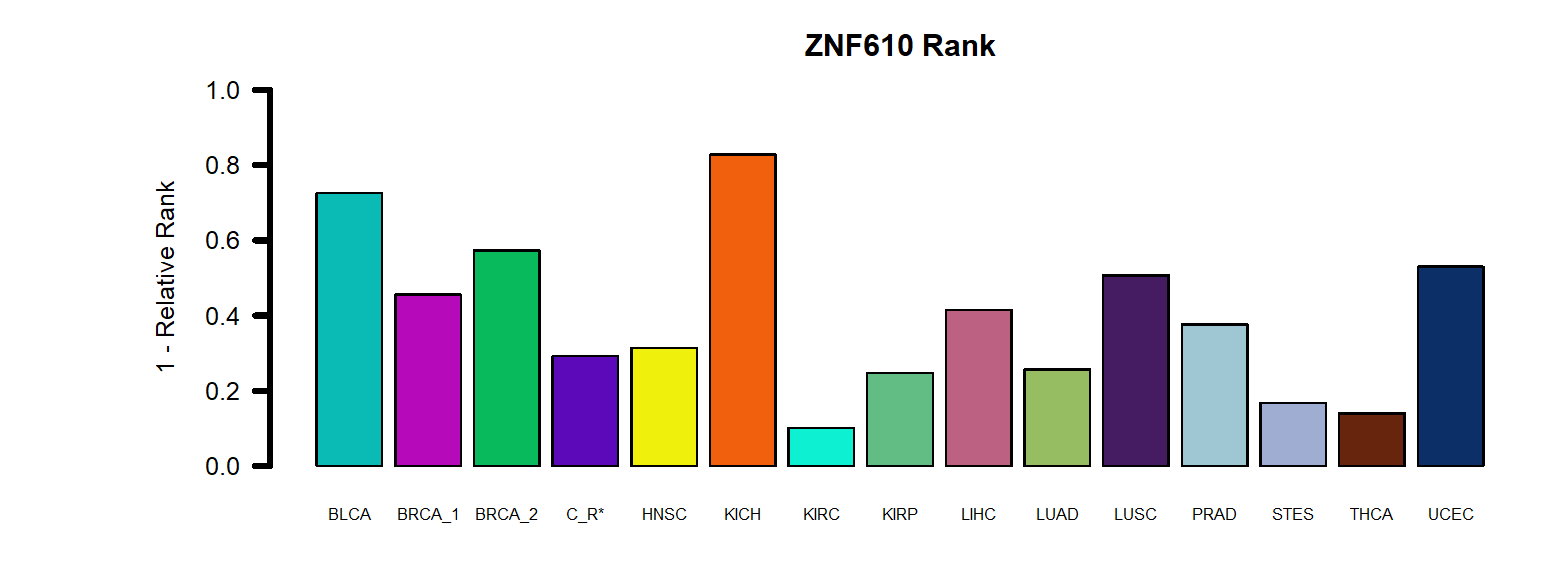 ZNF610 Rank
1 - Relative Rank
1.0
0.8
0.6
0.4
0.2
0.0
BLCA BRCA_1 BRCA_2 C_R* HNSC KICH KIRC KIRP LIHC LUAD LUSC PRAD STES THCA UCEC